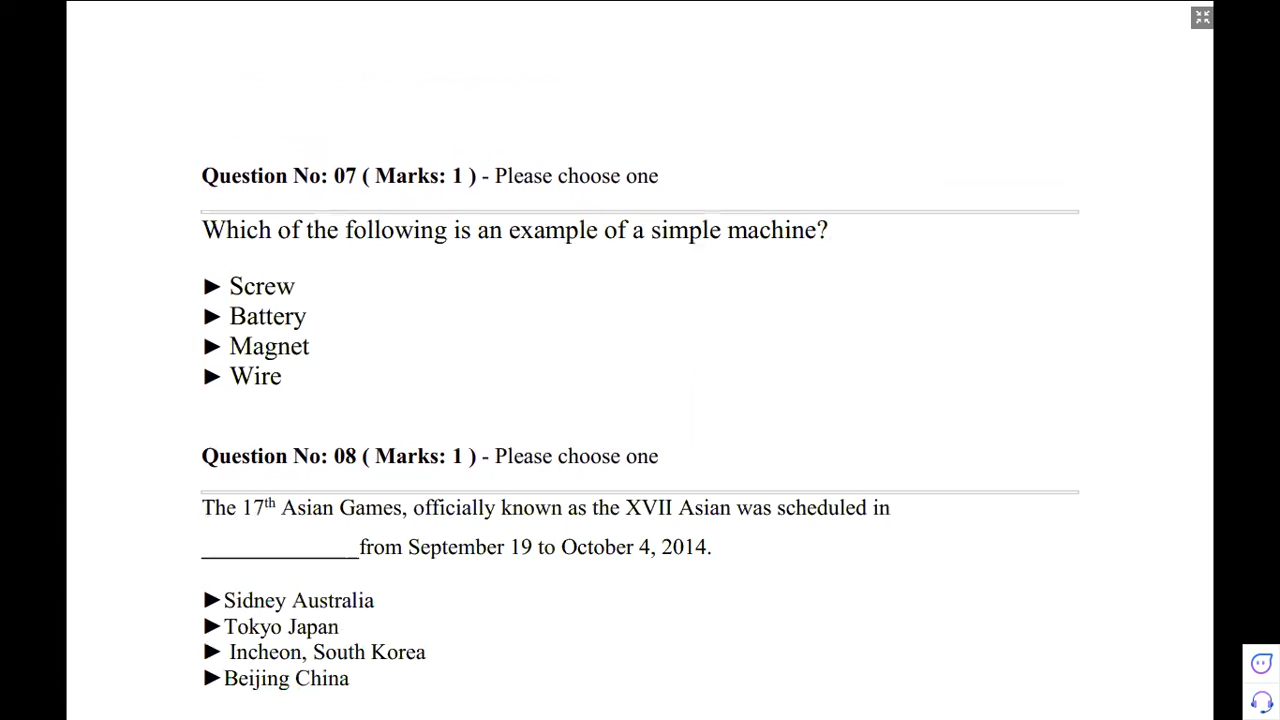 Question No: 07 ( Marks: 1 ) - Please choose one
Which of the following is an example of a simple machine?
► Screw
► Battery
► Magnet
► Wire
Question No: 08 ( Marks: 1 ) - Please choose one
The 17th Asian Games, officially known as the XVII Asian was scheduled in
______________from September 19 to October 4, 2014.
►Sidney Australia
►Tokyo Japan
► Incheon, South Korea
►Beijing China